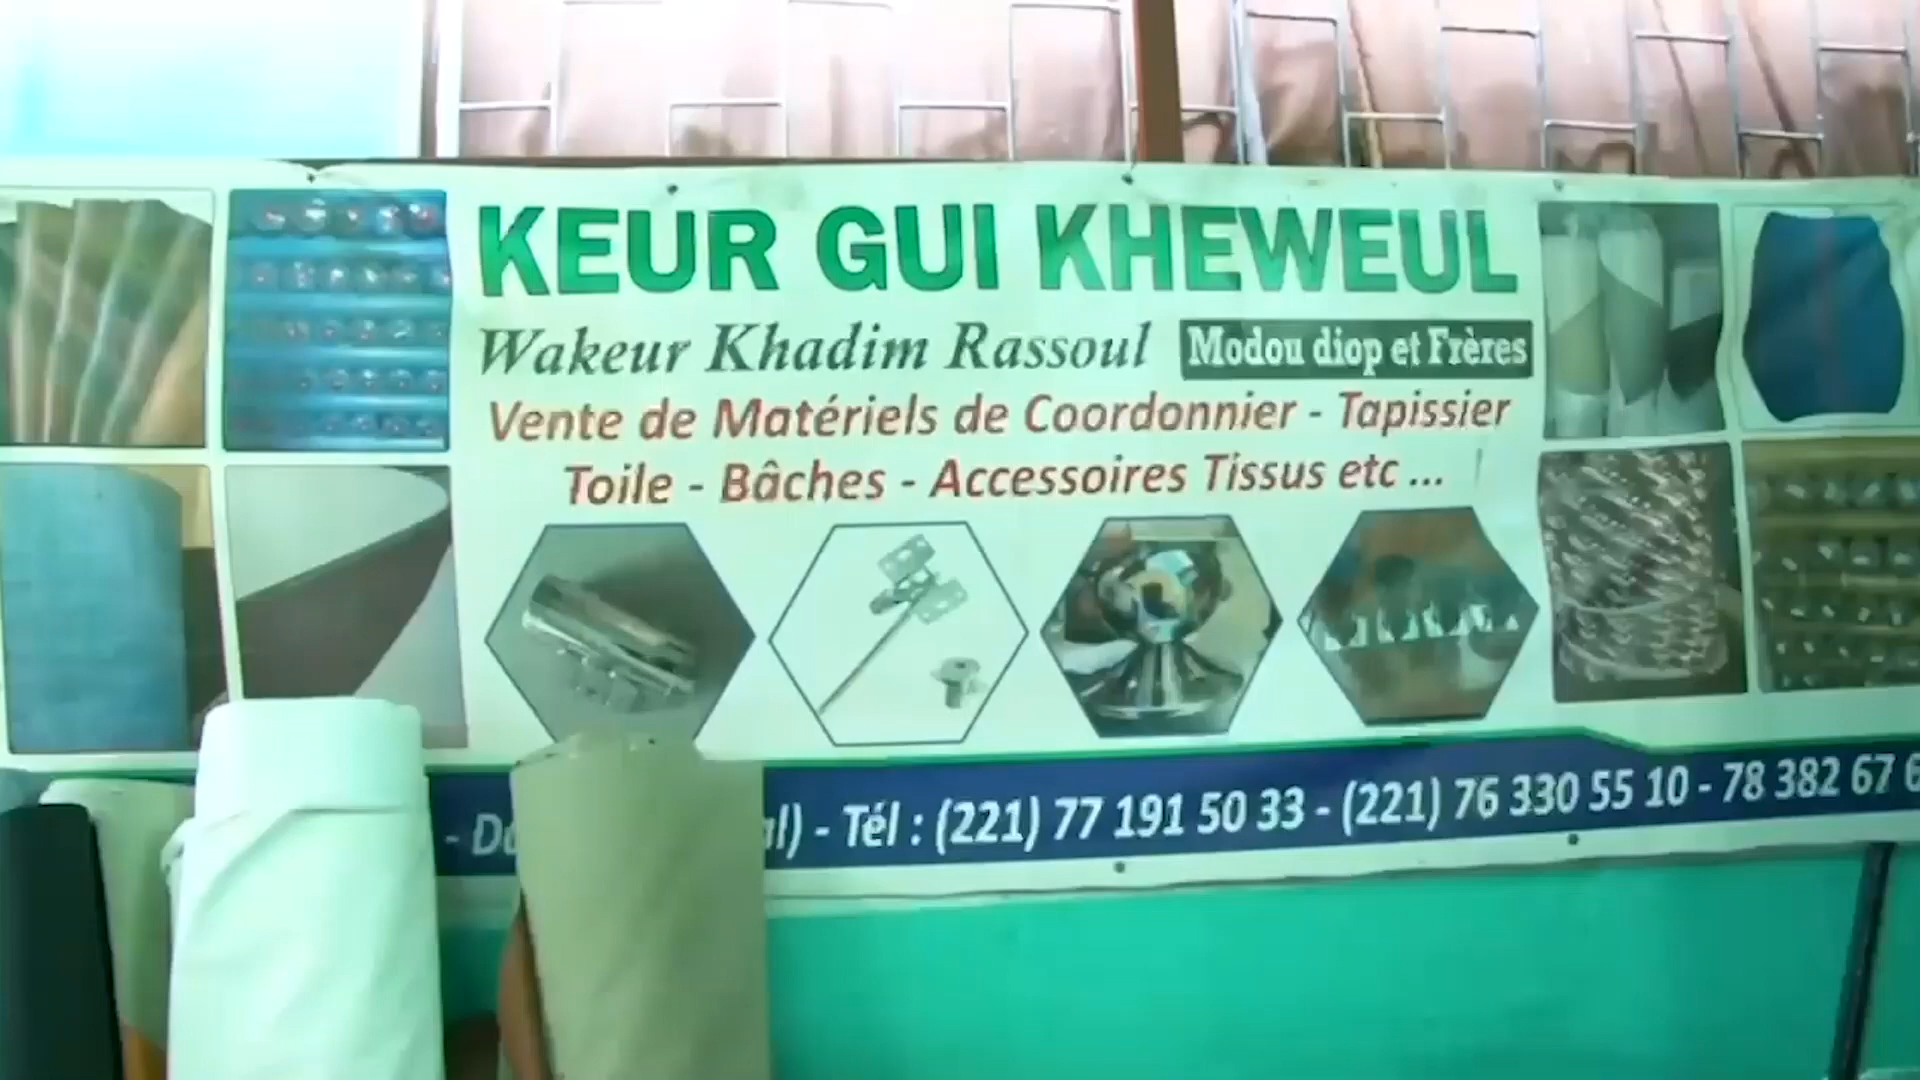 KEUR GUI KHEWEUL
Wakeur Khadim Rassoul Modou diop et Frères
Vente de Matériels de Coordonnier - Tapissier
Toile - Bâches - Accessoires Tissus etc ...
- Tél : (221) 77 191 50 33 - (221) 76 330 55 10 - 78 382 67